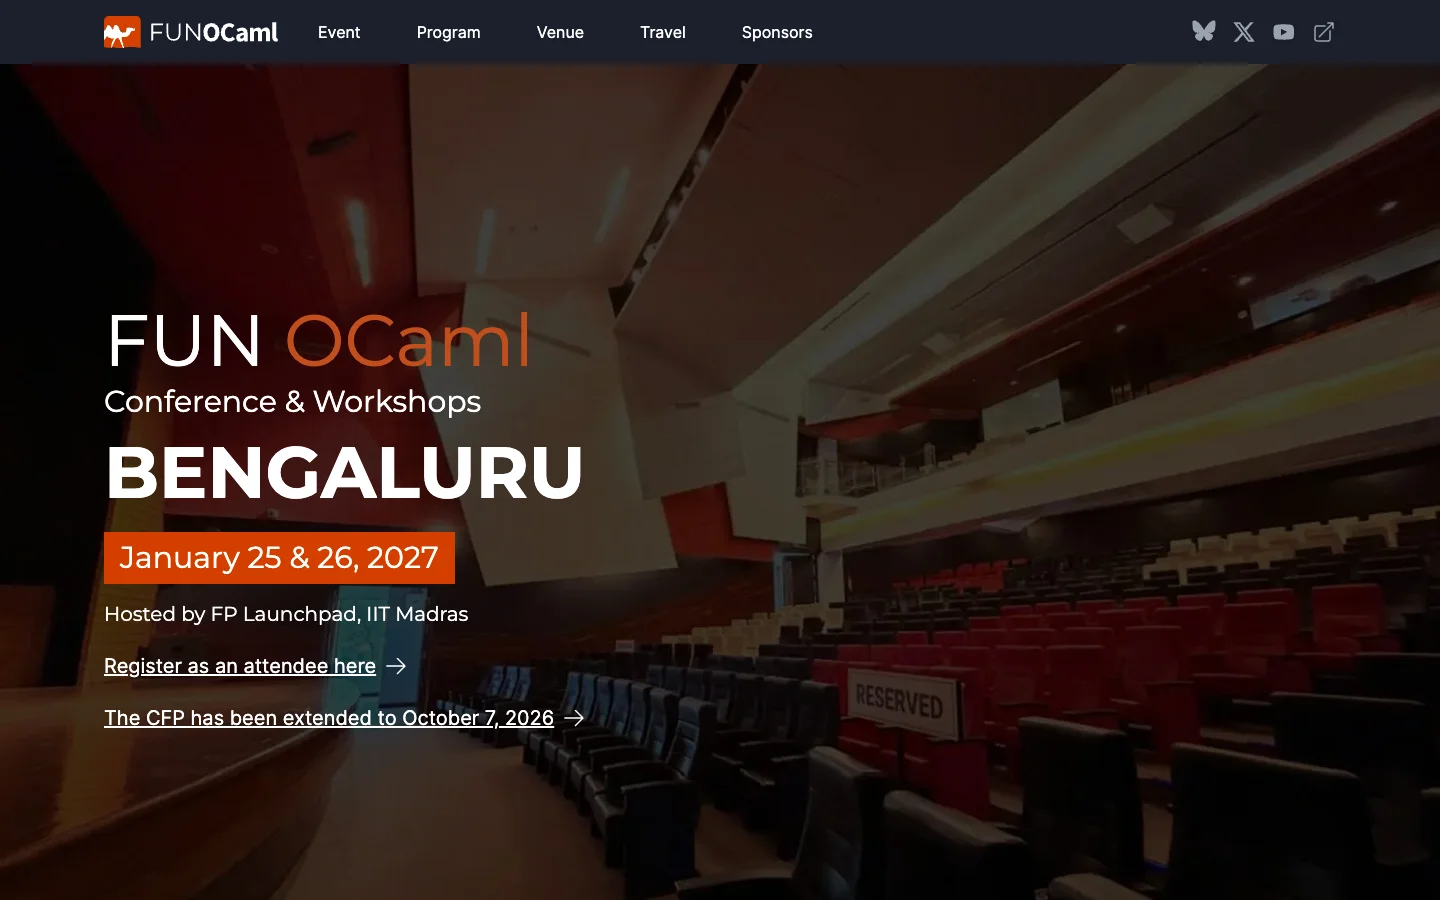 FUNOCaml
Event
Program
Venue
Travel
Sponsors
FUN OCaml
Conference & Workshops
BENGALURU
January 25 & 26, 2027
Hosted by FP Launchpad, IIT Madras
Register as an attendee here
The CFP has been extended to October 7, 2026
RESERVED